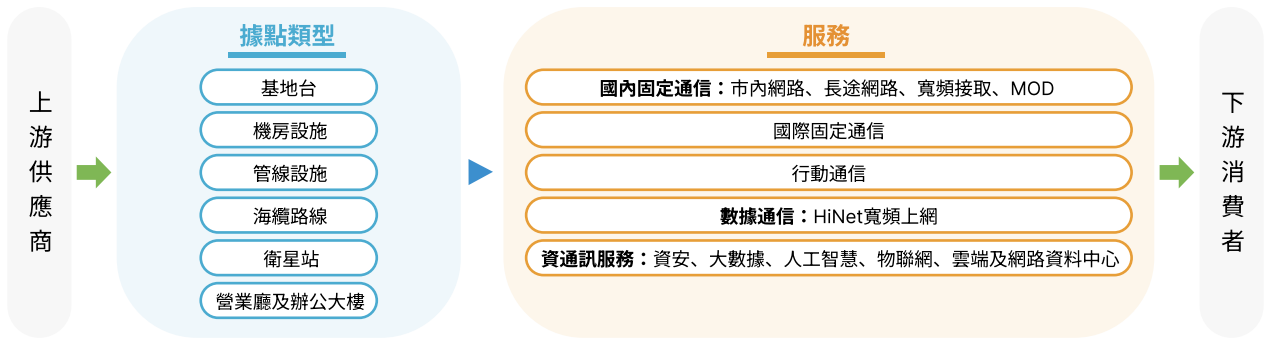 上游供應商
據點類型
基地台
機房設施
管線設施
海纜路線
衛星站
營業廳及辦公大樓
服務
國內固定通信：市內網路、長途網路、寬頻接取、MOD
國際固定通信
行動通信
數據通信：HiNet寬頻上網
資通訊服務：資安、大數據、人工智慧、物聯網、雲端及網路資料中心
下游消費者